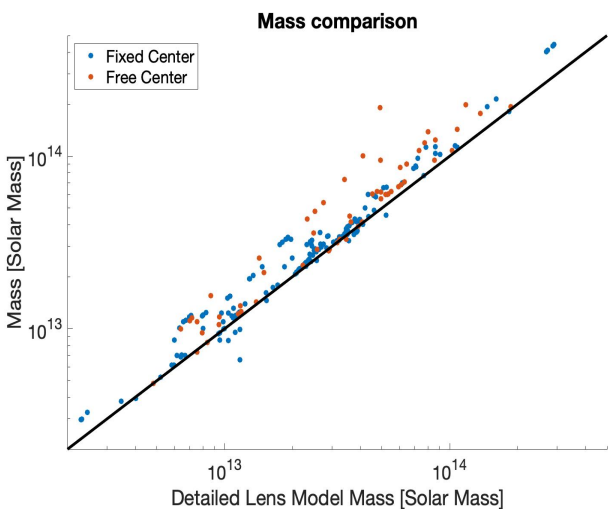 Mass comparison
Fixed Center
Free Center
Mass [Solar Mass]
10^14
10^13
10^13
10^14
Detailed Lens Model Mass [Solar Mass]